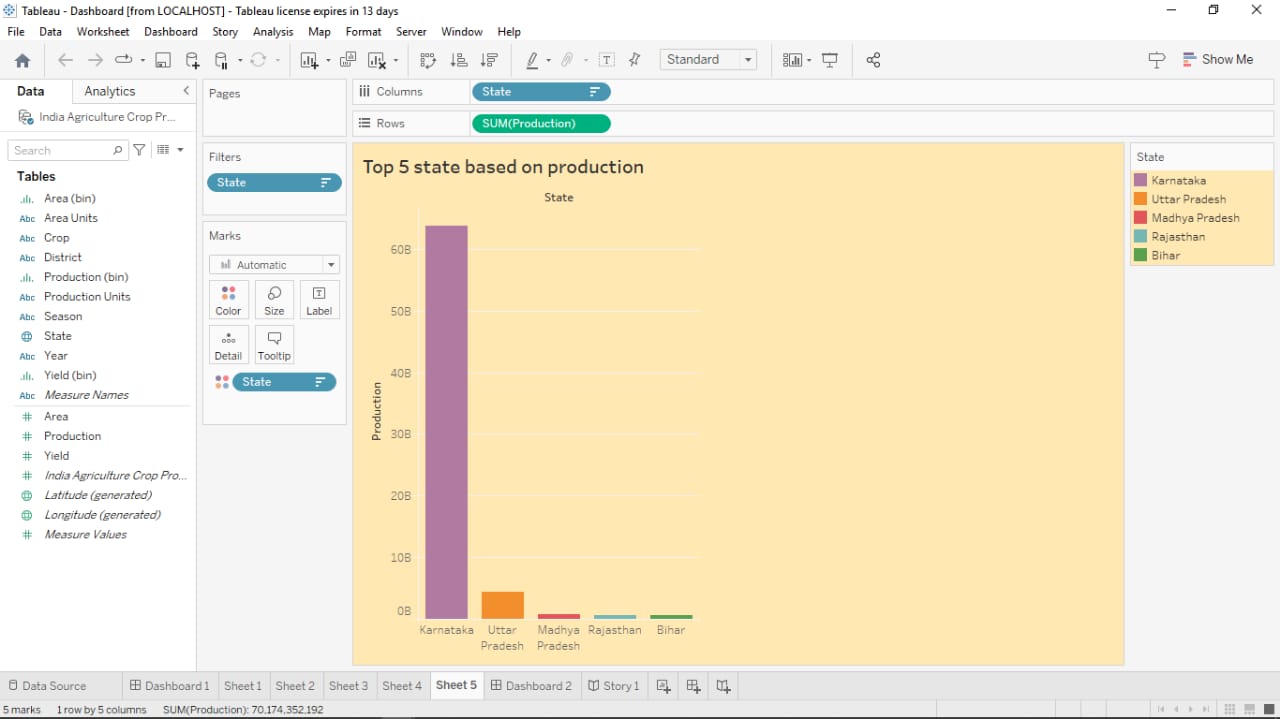 Tableau - Dashboard [from LOCALHOST] - Tableau license expires in 13 days
File Data Worksheet Dashboard Story Analysis Map Format Server Window Help
Standard
Show Me
Data Analytics
India Agriculture Crop Pr...
Search
Tables
Area (bin)
Abc Area Units
Abc Crop
Abc District
Production (bin)
Abc Production Units
Abc Season
State
Abc Year
Yield (bin)
Abc Measure Names
# Area
# Production
# Yield
# India Agriculture Crop Pro...
Latitude (generated)
Longitude (generated)
# Measure Values
Pages
Filters
State
Marks
Automatic
Color Size Label
Detail Tooltip
State
Columns State
Rows SUM(Production)
Top 5 state based on production
State
Production
60B
50B
40B
30B
20B
10B
0B
Karnataka Uttar Pradesh Madhya Pradesh Rajasthan Bihar
State
Karnataka
Uttar Pradesh
Madhya Pradesh
Rajasthan
Bihar
Data Source Dashboard 1 Sheet 1 Sheet 2 Sheet 3 Sheet 4 Sheet 5 Dashboard 2 Story 1
5 marks 1 row by 5 columns SUM(Production): 70,174,352,192